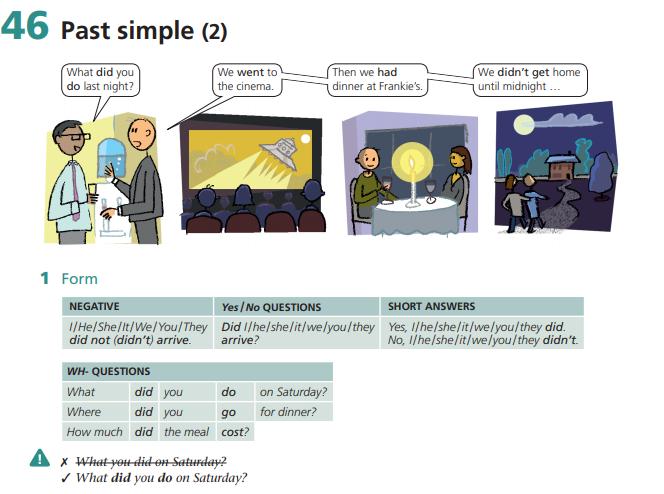 46 Past simple (2)
What did you
do last night?
We went to
the cinema.
Then we had
dinner at Frankie's.
We didn't get home
until midnight …
1 Form
NEGATIVE
Yes / No QUESTIONS
SHORT ANSWERS
I/He/She/It/We/You/They
did not (didn't) arrive.
Did I/he/she/it/we/you/they
arrive?
Yes, I/he/she/it/we/you/they did.
No, I/he/she/it/we/you/they didn't.
WH- QUESTIONS
What did you do on Saturday?
Where did you go for dinner?
How much did the meal cost?
! ✗ What you did on Saturday?
✓ What did you do on Saturday?